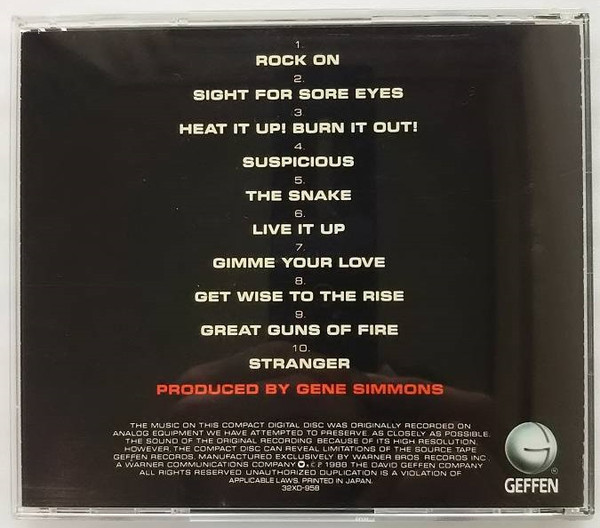 1.
ROCK ON
2.
SIGHT FOR SORE EYES
3
HEAT IT UP! BURN IT OUT!
4.
SUSPICIOUS
5.
THE SNAKE
6.
LIVE IT UP
7.
GIMME YOUR LOVE
8.
GET WISE TO THE RISE
9.
GREAT GUNS OF FIRE
10.
STRANGER
PRODUCED BY GENE SIMMONS
THE MUSIC ON THIS COMPACT DIGITAL DISC WAS ORIGINALLY RECORDED ON
ANALOG EQUIPMENT WE HAVE ATTEMPTED TO PRESERVE, AS CLOSELY AS POSSIBLE,
THE SOUND OF THE ORIGINAL RECORDING BECAUSE OF ITS HIGH RESOLUTION,
HOWEVER, THE COMPACT DISC CAN REVEAL LIMITATIONS OF THE SOURCE TAPE
GEFFEN RECORDS, MANUFACTURED EXCLUSIVELY BY WARNER BROS. RECORDS INC.,
A WARNER COMMUNICATIONS COMPANY © ℗ 1988 THE DAVID GEFFEN COMPANY
ALL RIGHTS RESERVED UNAUTHORIZED DUPLICATION IS A VIOLATION OF
APPLICABLE LAWS. PRINTED IN JAPAN.
32XD-958
G
®
GEFFEN